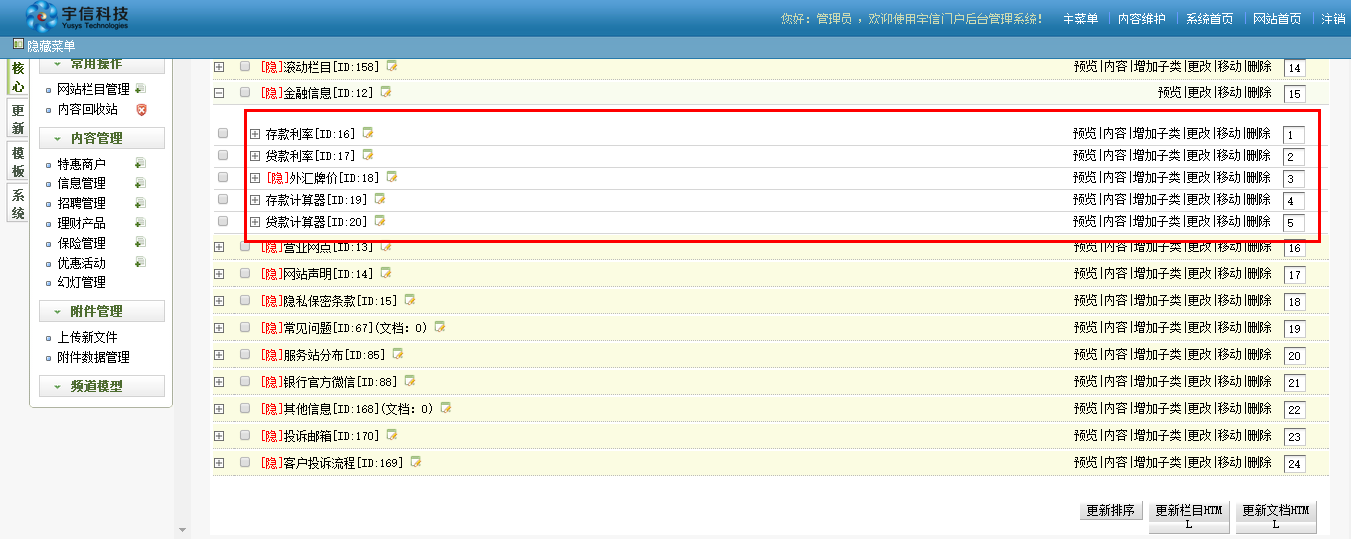 宇信科技
Yusys Technologies
您好：管理员 ，欢迎使用宇信门户后台管理系统！ 主菜单 内容维护 系统首页 网站首页 注销
隐藏菜单
核心
更新
模板
系统
常用操作
网站栏目管理
内容回收站
内容管理
特惠商户
信息管理
招聘管理
理财产品
保险管理
优惠活动
幻灯管理
附件管理
上传新文件
附件数据管理
频道模型
[隐]滚动栏目[ID:158] 预览|内容|增加子类|更改|移动|删除 14
[隐]金融信息[ID:12] 预览|更改|移动|删除 15
存款利率[ID:16] 预览|内容|增加子类|更改|移动|删除 1
贷款利率[ID:17] 预览|内容|增加子类|更改|移动|删除 2
[隐]外汇牌价[ID:18] 预览|内容|增加子类|更改|移动|删除 3
存款计算器[ID:19] 预览|内容|增加子类|更改|移动|删除 4
贷款计算器[ID:20] 预览|内容|增加子类|更改|移动|删除 5
[隐]营业网点[ID:13] 预览|内容|增加子类|更改|移动|删除 16
[隐]网站声明[ID:14] 预览|内容|增加子类|更改|移动|删除 17
[隐]隐私保密条款[ID:15] 预览|内容|增加子类|更改|移动|删除 18
[隐]常见问题[ID:67](文档：0) 预览|内容|增加子类|更改|移动|删除 19
[隐]服务站分布[ID:85] 预览|内容|增加子类|更改|移动|删除 20
[隐]银行官方微信[ID:88] 预览|内容|增加子类|更改|移动|删除 21
[隐]其他信息[ID:168](文档：0) 预览|内容|增加子类|更改|移动|删除 22
[隐]投诉邮箱[ID:170] 预览|内容|增加子类|更改|移动|删除 23
[隐]客户投诉流程[ID:169] 预览|内容|增加子类|更改|移动|删除 24
更新排序
更新栏目HTM
L
更新文档HTM
L